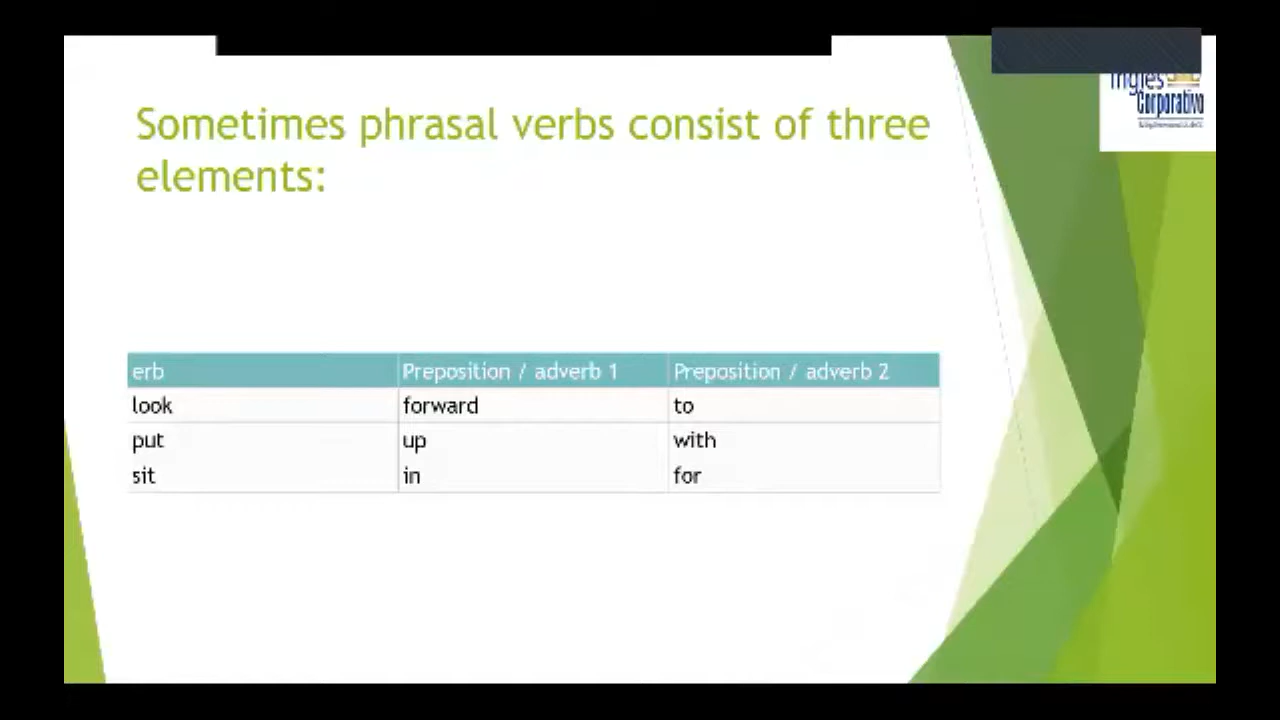 Corporativo
Sometimes phrasal verbs consist of three
elements:
erb Preposition / adverb 1 Preposition / adverb 2
look forward to
put up with
sit in for